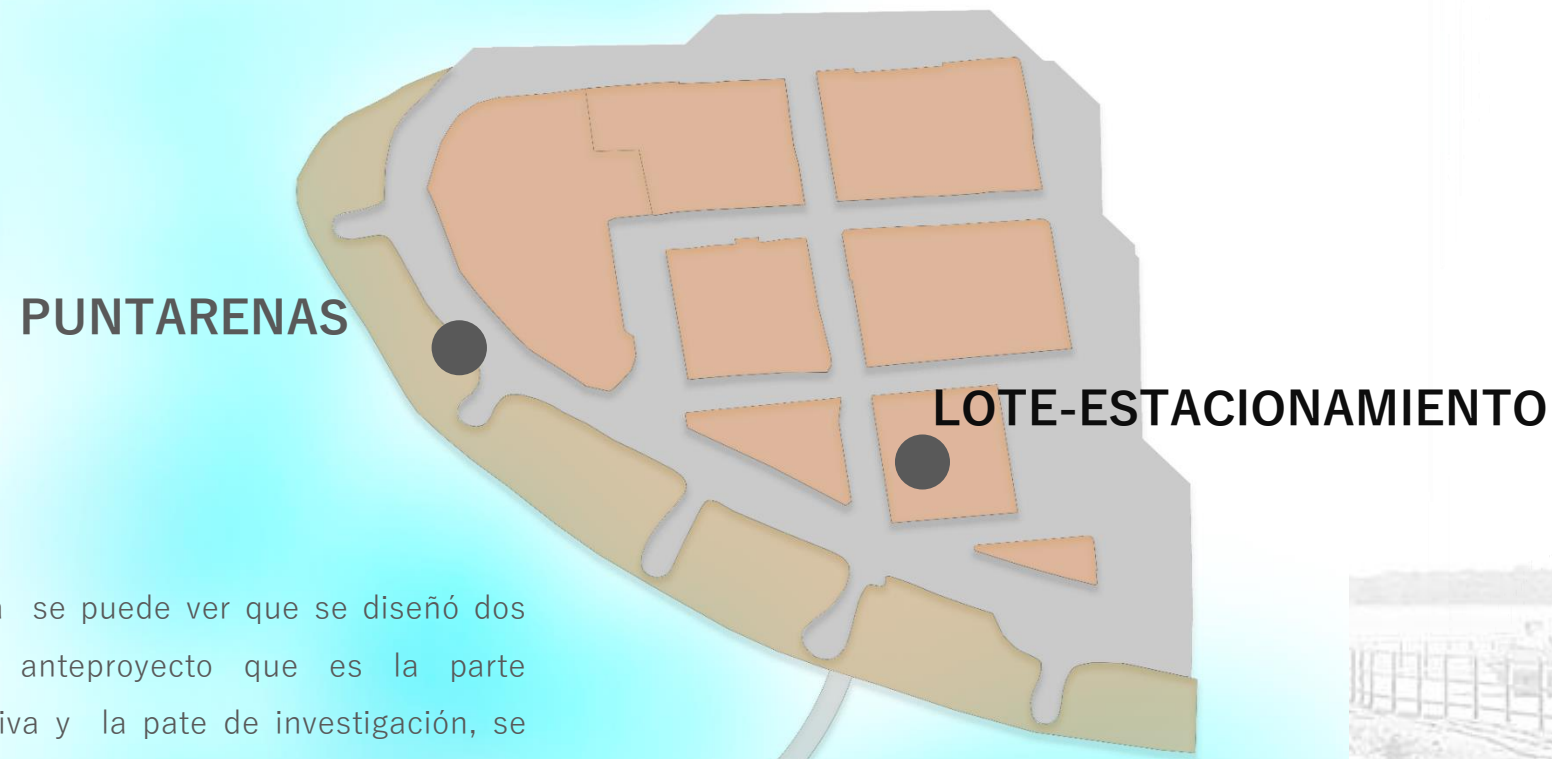 PUNTARENAS
LOTE-ESTACIONAMIENTO
se puede ver que se diseñó dos
anteproyecto que es la parte
y la pate de investigación, se